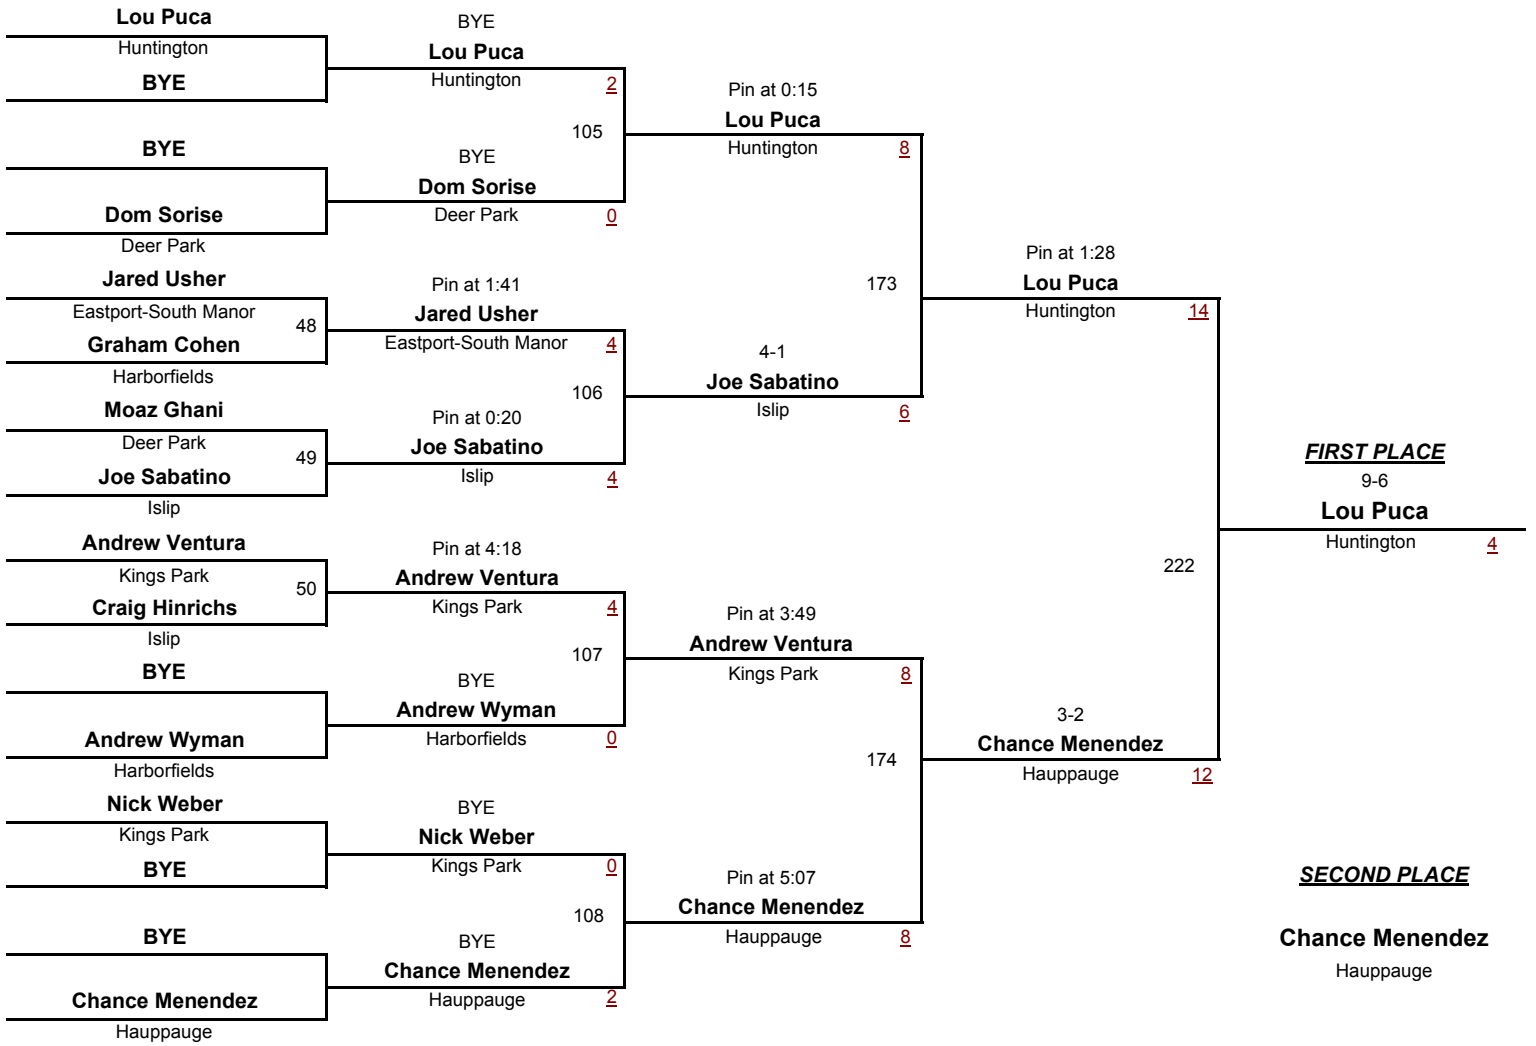 Lou Puca
Huntington
BYE
BYE
Dom Sorise
Deer Park
Jared Usher
Eastport-South Manor
48
Graham Cohen
Harborfields
Moaz Ghani
Deer Park
49
Joe Sabatino
Islip
Andrew Ventura
Kings Park
50
Craig Hinrichs
Islip
BYE
Andrew Wyman
Harborfields
Nick Weber
Kings Park
BYE
BYE
Chance Menendez
Hauppauge
BYE
Lou Puca
Huntington
2
105
BYE
Dom Sorise
Deer Park
0
Pin at 1:41
Jared Usher
Eastport-South Manor
4
106
Pin at 0:20
Joe Sabatino
Islip
4
Pin at 4:18
Andrew Ventura
Kings Park
4
107
BYE
Andrew Wyman
Harborfields
0
BYE
Nick Weber
Kings Park
0
108
BYE
Chance Menendez
Hauppauge
2
Pin at 0:15
Lou Puca
Huntington
8
173
4-1
Joe Sabatino
Islip
6
Pin at 3:49
Andrew Ventura
Kings Park
8
174
Pin at 5:07
Chance Menendez
Hauppauge
8
Pin at 1:28
Lou Puca
Huntington
14
222
3-2
Chance Menendez
Hauppauge
12
FIRST PLACE
9-6
Lou Puca
Huntington
4
SECOND PLACE
Chance Menendez
Hauppauge